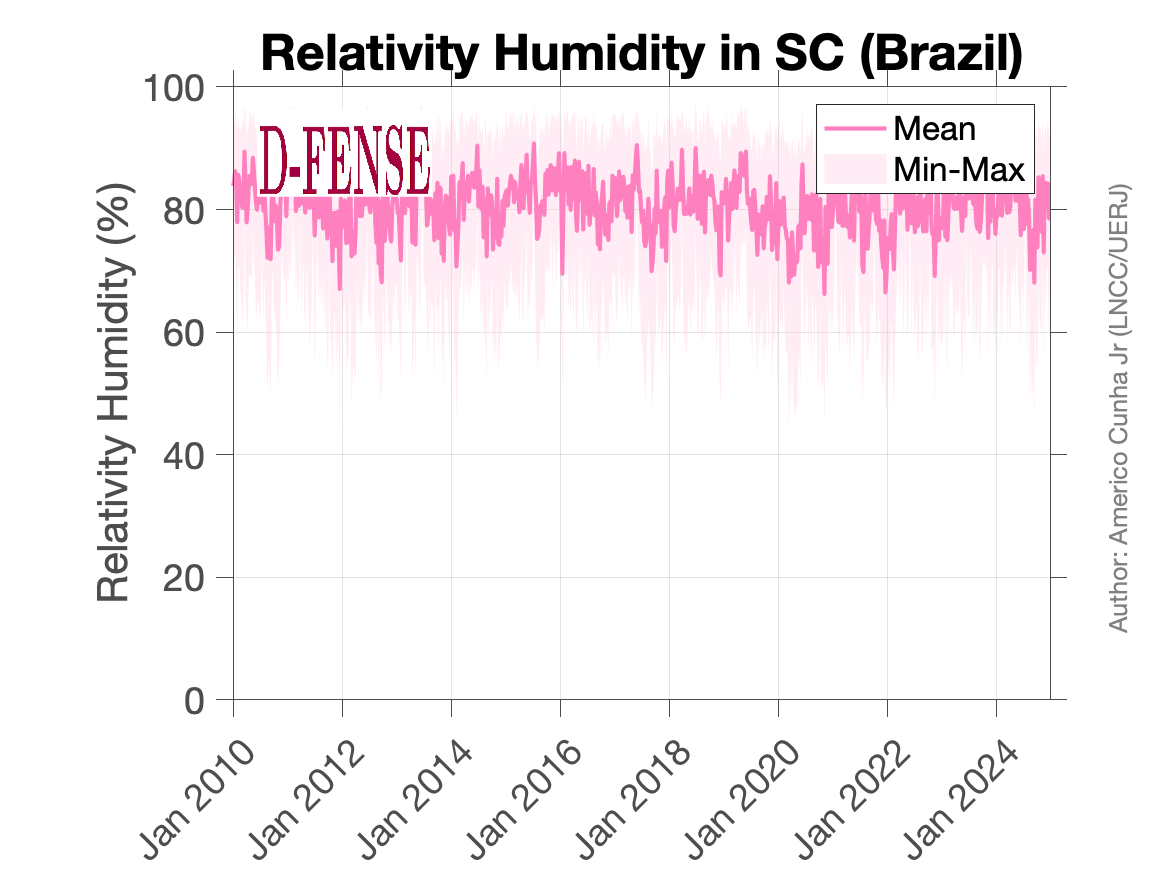 Relativity Humidity in SC (Brazil)
D-FENSE
Mean
Min-Max
Relativity Humidity (%)
100
80
60
40
20
0
Jan 2010
Jan 2012
Jan 2014
Jan 2016
Jan 2018
Jan 2020
Jan 2022
Jan 2024
Author: Americo Cunha Jr (LNCC/UERJ)